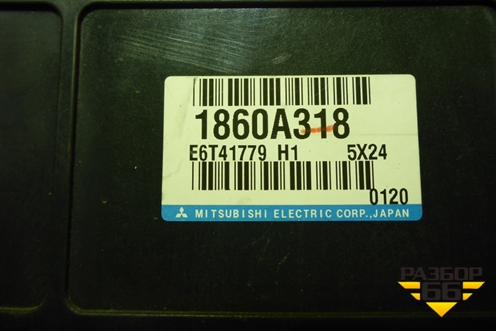 1860A318
E6T41779 H1 5X24
0120
MITSUBISHI ELECTRIC CORP.,JAPAN
РАЗБОР
66